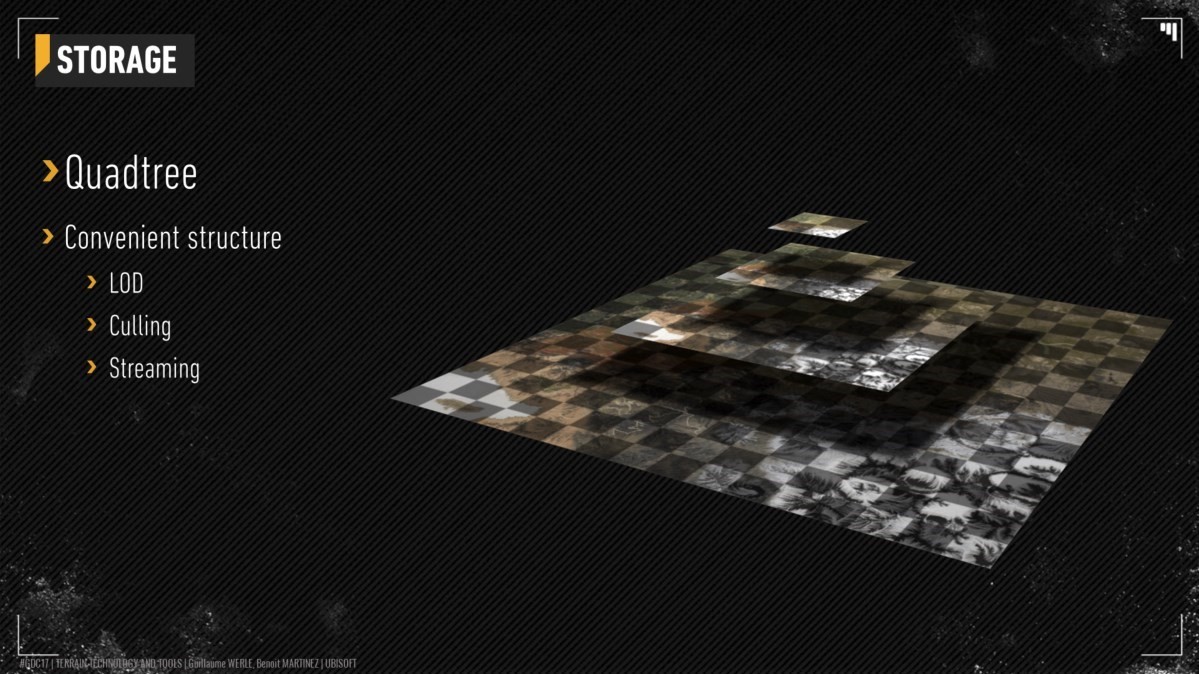 STORAGE
Quadtree
Convenient structure
LOD
Culling
Streaming
#GDC17 | TERRAIN TECHNOLOGY AND TOOLS | Guillaume WERLE, Benoit MARTINEZ | UBISOFT